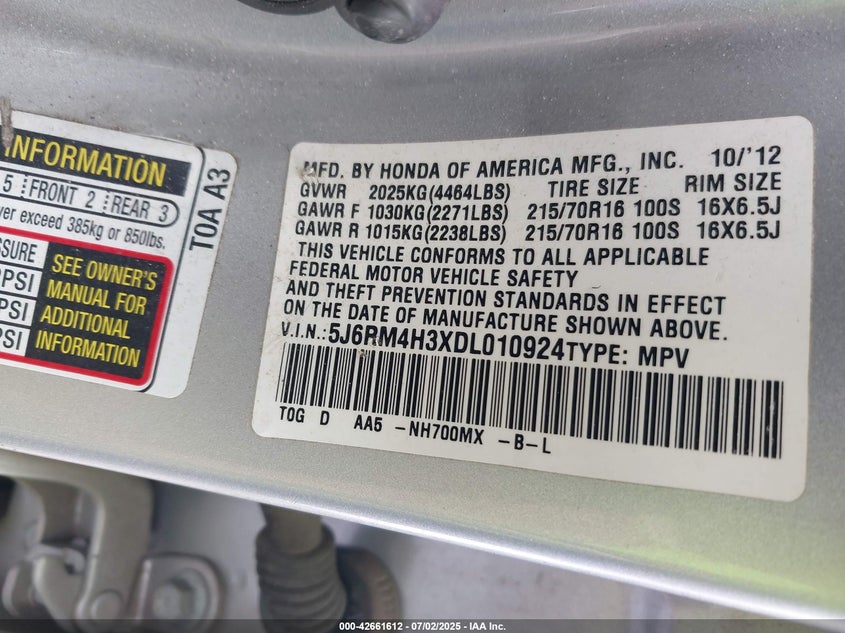 INFORMATION
5 FRONT 2 REAR 3
ver exceed 385kg or 850lbs.
SSURE
PSI
PSI
PSI
SEE OWNER'S
MANUAL FOR
ADDITIONAL
INFORMATION
T0A A3
MFD. BY HONDA OF AMERICA MFG., INC. 10/'12
GVWR 2025KG(4464LBS) TIRE SIZE RIM SIZE
GAWR F 1030KG(2271LBS) 215/70R16 100S 16X6.5J
GAWR R 1015KG(2238LBS) 215/70R16 100S 16X6.5J
THIS VEHICLE CONFORMS TO ALL APPLICABLE
FEDERAL MOTOR VEHICLE SAFETY
AND THEFT PREVENTION STANDARDS IN EFFECT
ON THE DATE OF MANUFACTURE SHOWN ABOVE.
V.I.N.:5J6RM4H3XDL010924TYPE: MPV
T0G D AA5 -NH700MX -B-L
000-42661612 - 07/02/2025 - IAA Inc.